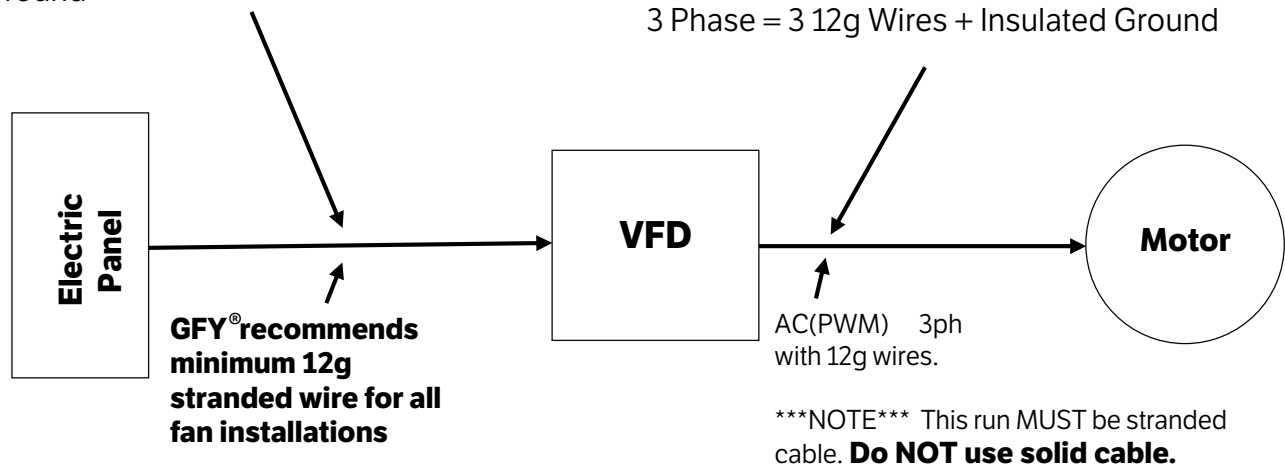 3 Phase = 3 12g Wires + Insulated Ground
Electric
Panel
VFD
Motor
GFY®recommends
minimum 12g
stranded wire for all
fan installations
AC(PWM) 3ph
with 12g wires.
***NOTE*** This run MUST be stranded
cable. Do NOT use solid cable.